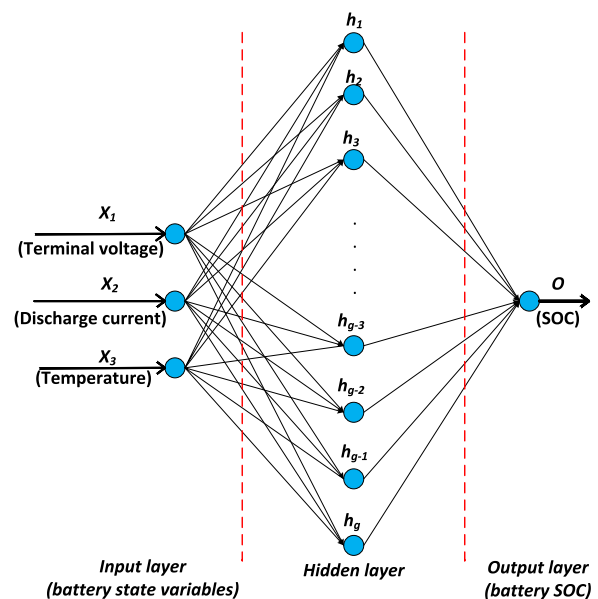 h1
h2
h3
X1
(Terminal voltage)
X2
(Discharge current)
X3
(Temperature)
.
.
.
.
hg-3
hg-2
hg-1
hg
O
(SOC)
Input layer
(battery state variables)
Hidden layer
Output layer
(battery SOC)